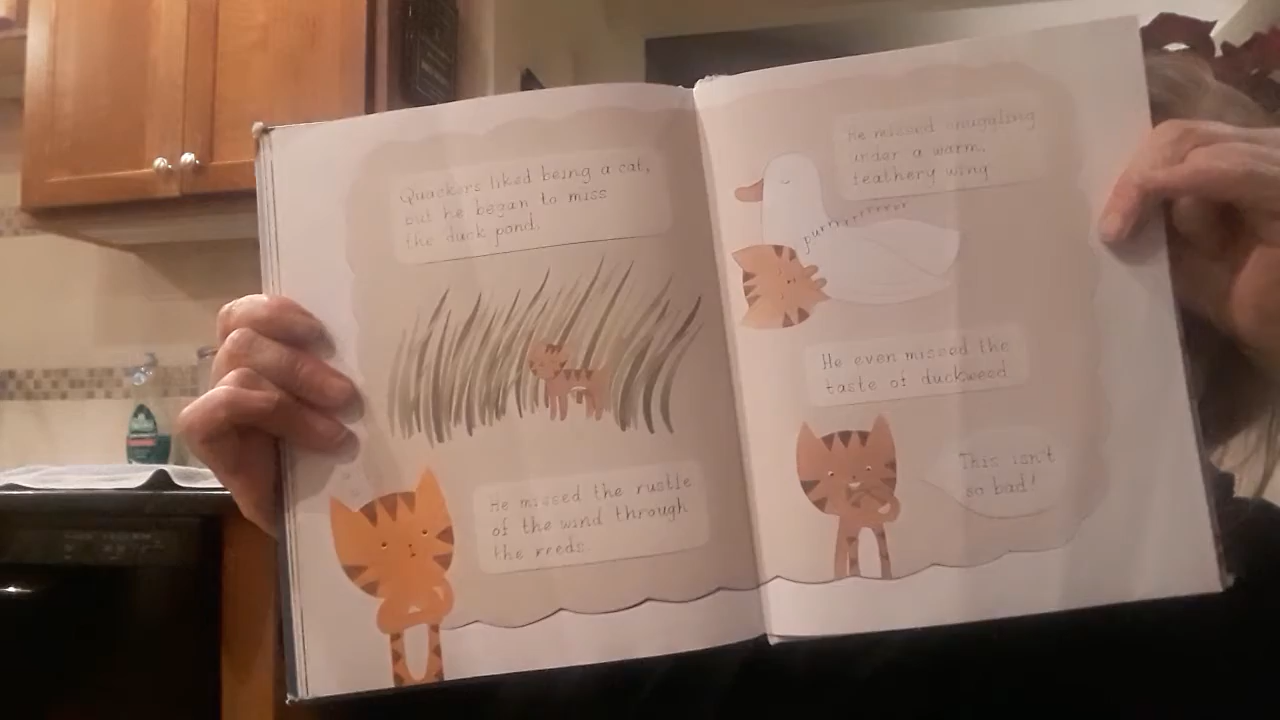 Quackers liked being a cat,
but he began to miss
the duck pond.
He missed the rustle
of the wind through
the reeds.
He missed snuggling
under a warm,
feathery wing
purrrrrrrrrr
He even missed the
taste of duckweed
This isn't
so bad!